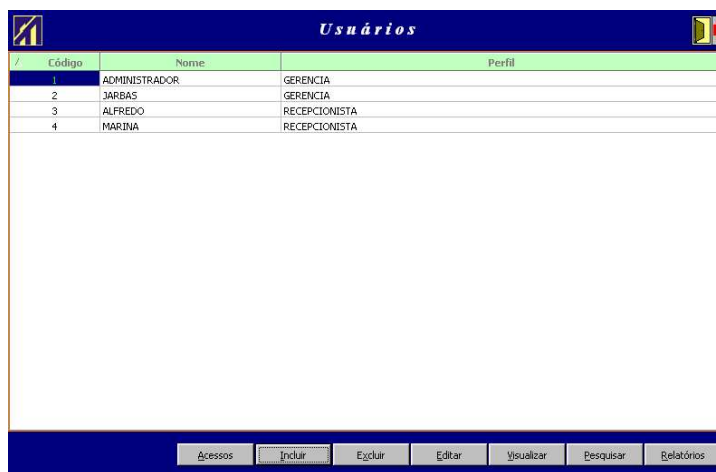 Usuários
/ Código Nome Perfil
1 ADMINISTRADOR GERENCIA
2 JARBAS GERENCIA
3 ALFREDO RECEPCIONISTA
4 MARINA RECEPCIONISTA
Acessos Incluir Excluir Editar Visualizar Pesquisar Relatórios